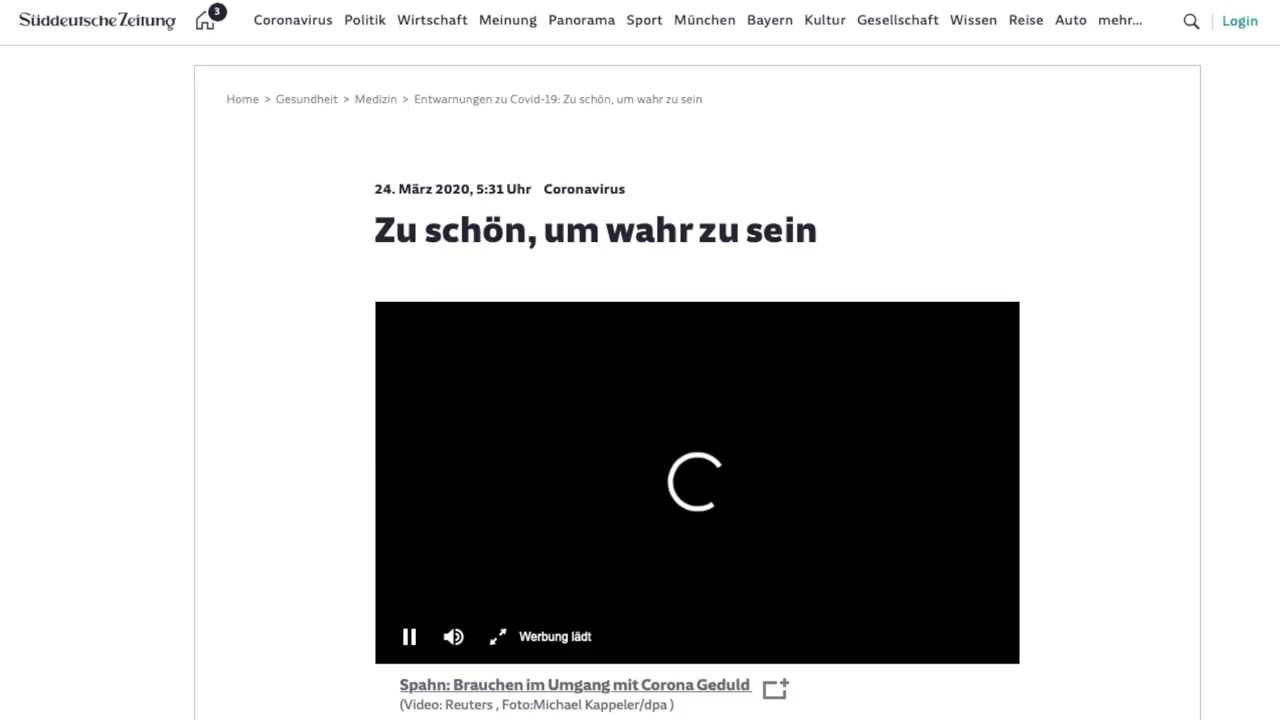 Süddeutsche Zeitung 3 Coronavirus Politik Wirtschaft Meinung Panorama Sport München Bayern Kultur Gesellschaft Wissen Reise Auto mehr... Login
Home > Gesundheit > Medizin > Entwarnungen zu Covid-19: Zu schön, um wahr zu sein
24. März 2020, 5:31 Uhr Coronavirus
Zu schön, um wahr zu sein
Werbung lädt
Spahn: Brauchen im Umgang mit Corona Geduld
(Video: Reuters , Foto:Michael Kappeler/dpa )